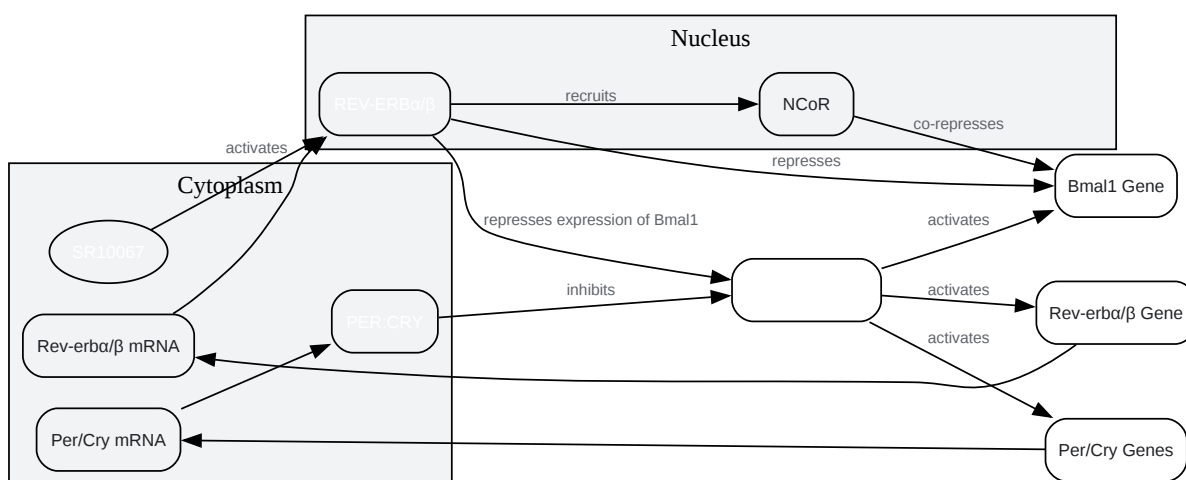 Nucleus
REV-ERBα/β
recruits
NCoR
co-represses
activates
represses
Cytoplasm
Bmal1 Gene
SR10067
represses expression of Bmal1
activates
inhibits
activates
PER:CRY
Rev-erbα/β Gene
Rev-erbα/β mRNA
activates
Per/Cry mRNA
Per/Cry Genes